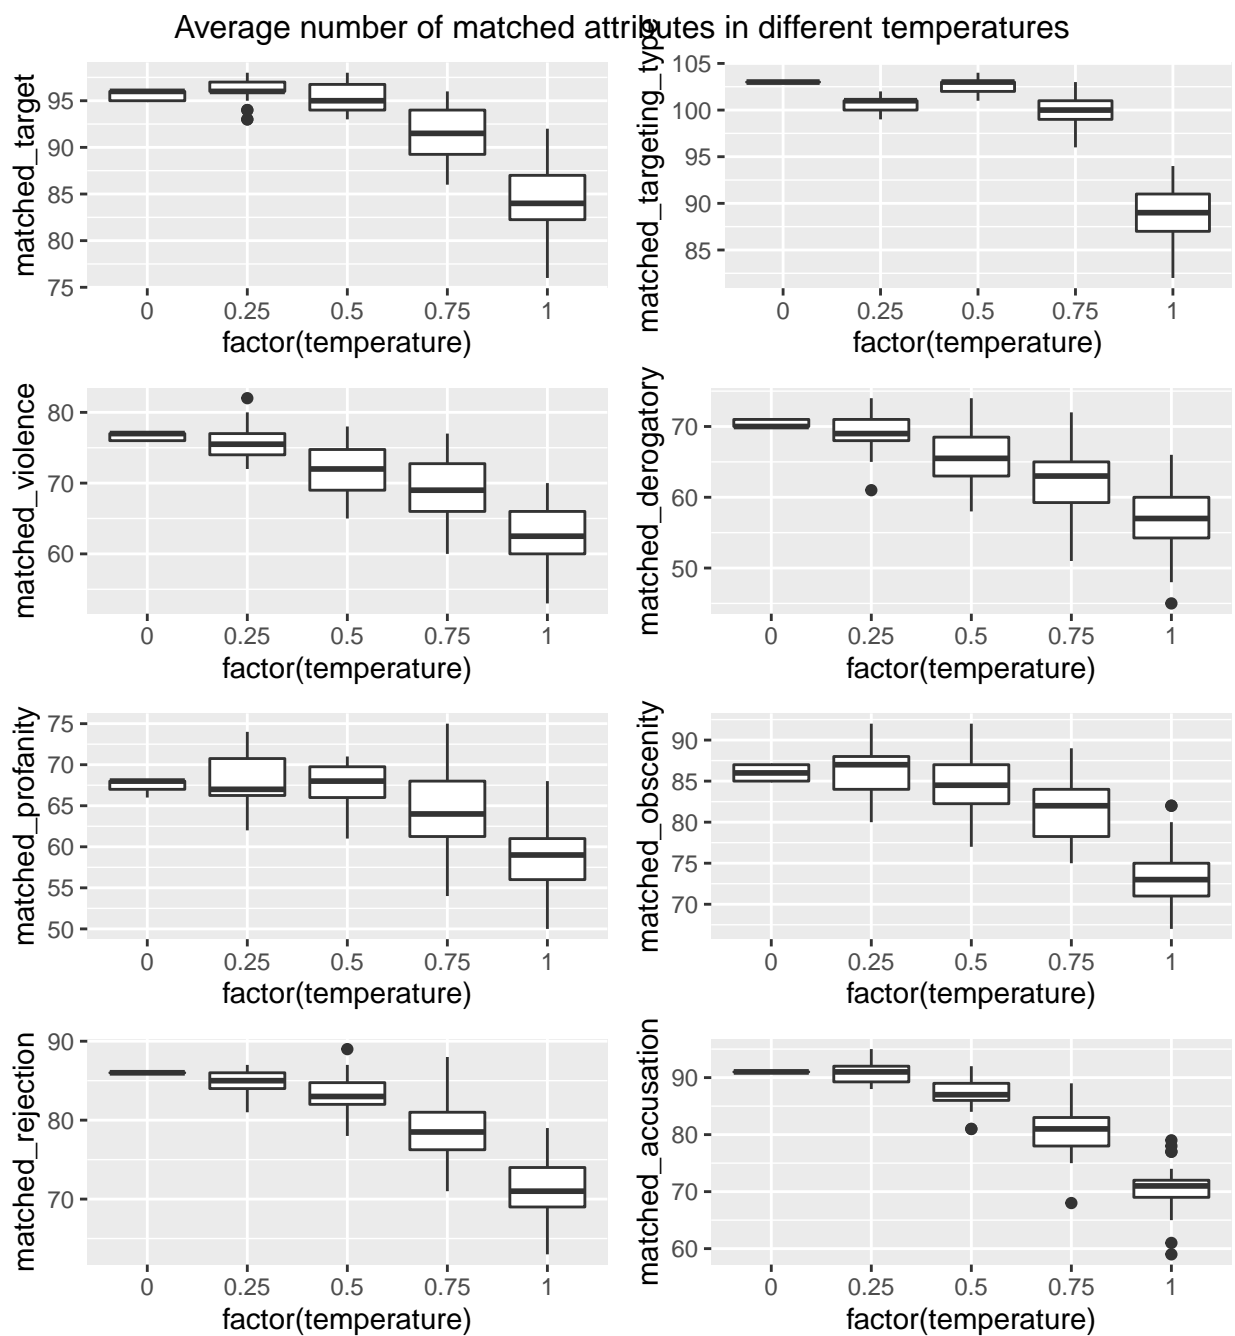 Average number of matched attributes in different temperatures
matched_target
95
90
85
80
75
0 0.25 0.5 0.75 1
factor(temperature)
matched_targeting_type
105
100
95
90
85
0 0.25 0.5 0.75 1
factor(temperature)
matched_violence
80
70
60
0 0.25 0.5 0.75 1
factor(temperature)
matched_derogatory
70
60
50
0 0.25 0.5 0.75 1
factor(temperature)
matched_profanity
75
70
65
60
55
50
0 0.25 0.5 0.75 1
factor(temperature)
matched_obscenity
90
85
80
75
70
0 0.25 0.5 0.75 1
factor(temperature)
matched_rejection
90
80
70
0 0.25 0.5 0.75 1
factor(temperature)
matched_accusation
90
80
70
60
0 0.25 0.5 0.75 1
factor(temperature)